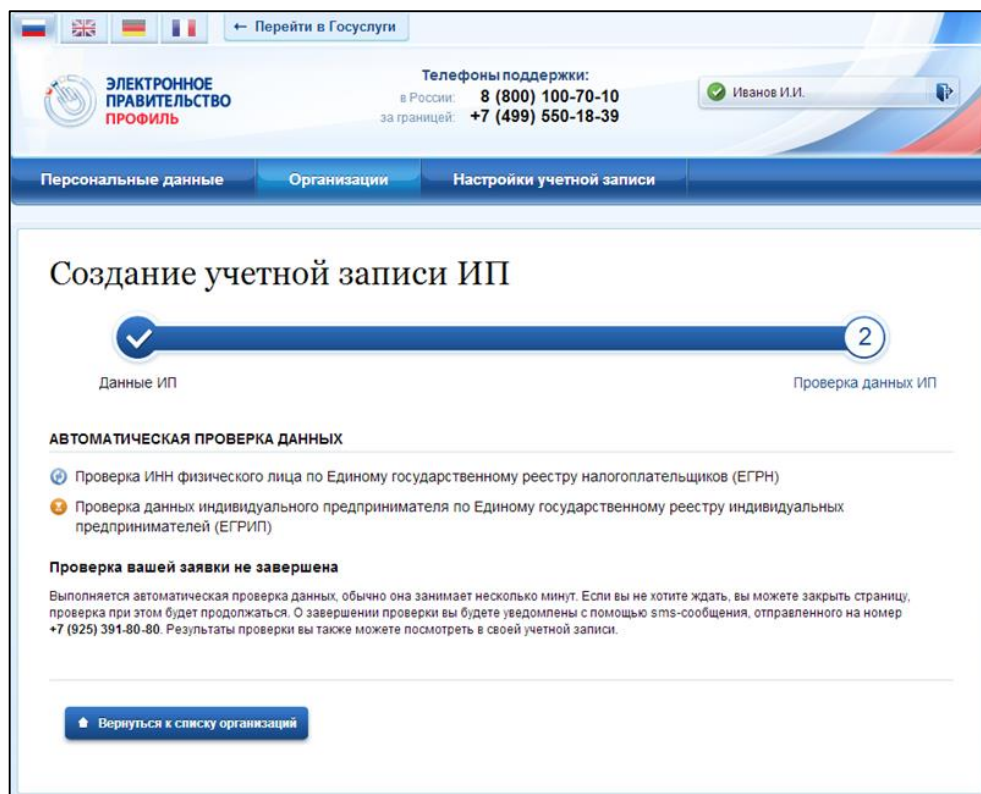 ← Перейти в Госуслуги
ЭЛЕКТРОННОЕ
ПРАВИТЕЛЬСТВО
ПРОФИЛЬ
Телефоны поддержки:
в России: 8 (800) 100-70-10
за границей: +7 (499) 550-18-39
Иванов И.И.
Персональные данные Организации Настройки учетной записи
Создание учетной записи ИП
2
Данные ИП Проверка данных ИП
АВТОМАТИЧЕСКАЯ ПРОВЕРКА ДАННЫХ
Проверка ИНН физического лица по Единому государственному реестру налогоплательщиков (ЕГРН)
Проверка данных индивидуального предпринимателя по Единому государственному реестру индивидуальных
предпринимателей (ЕГРИП)
Проверка вашей заявки не завершена
Выполняется автоматическая проверка данных, обычно она занимает несколько минут. Если вы не хотите ждать, вы можете закрыть страницу,
проверка при этом будет продолжаться. О завершении проверки вы будете уведомлены с помощью sms-сообщения, отправленного на номер
+7 (925) 391-80-80. Результаты проверки вы также можете посмотреть в своей учетной записи.
Вернуться к списку организаций